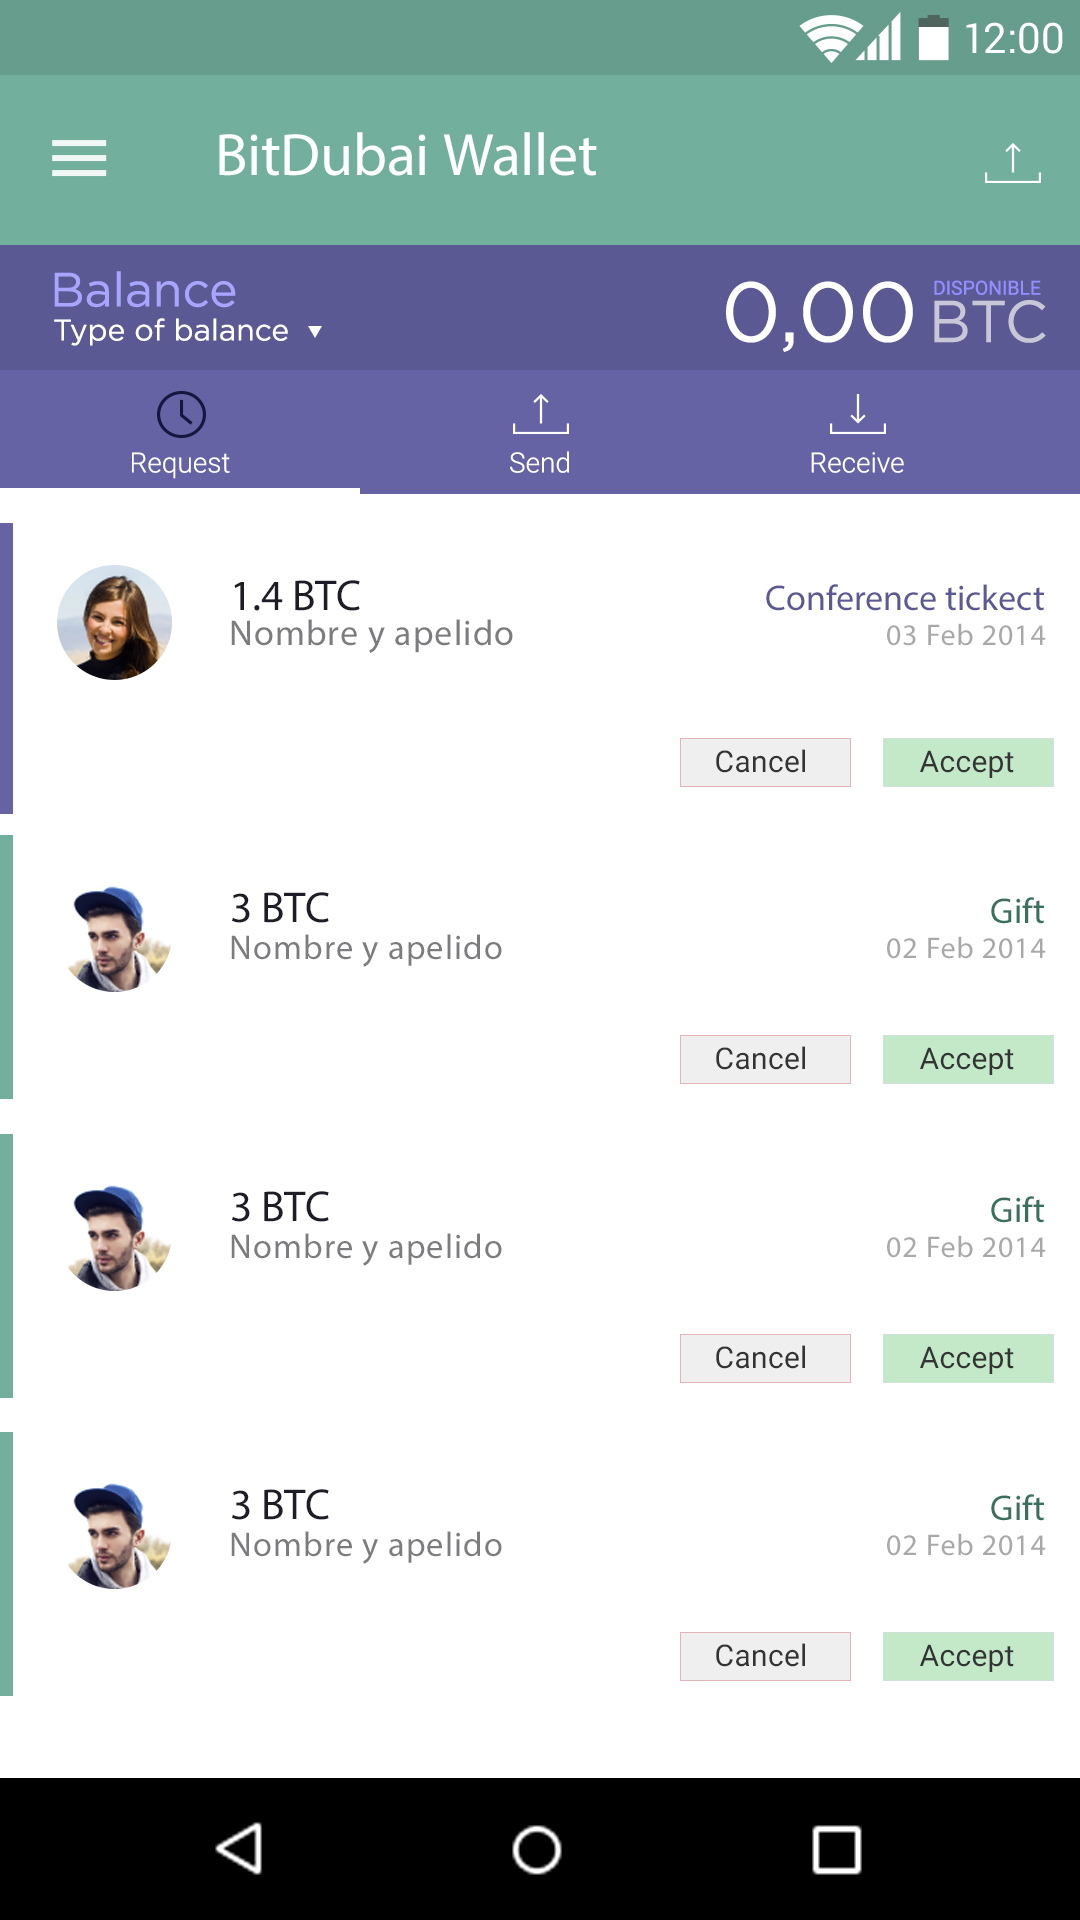 12:00
BitDubai Wallet
Balance
Type of balance
0,00 DISPONIBLE BTC
Request
Send
Receive
1.4 BTC
Nombre y apelido
Conference tickect
03 Feb 2014
Cancel
Accept
3 BTC
Nombre y apelido
Gift
02 Feb 2014
Cancel
Accept
3 BTC
Nombre y apelido
Gift
02 Feb 2014
Cancel
Accept
3 BTC
Nombre y apelido
Gift
02 Feb 2014
Cancel
Accept